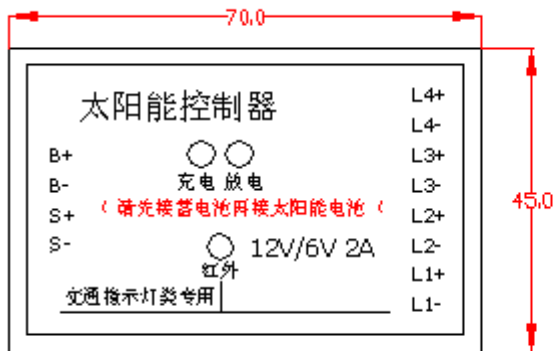 70.0
太阳能控制器
L4+
L4-
B+
L3+
B-
充电 放电
L3-
S+
(请先接蓄电池再接太阳能电池(
L2+
45.0
S-
12V/6V 2A
L2-
红外
L1+
交通指示灯类专用
L1-